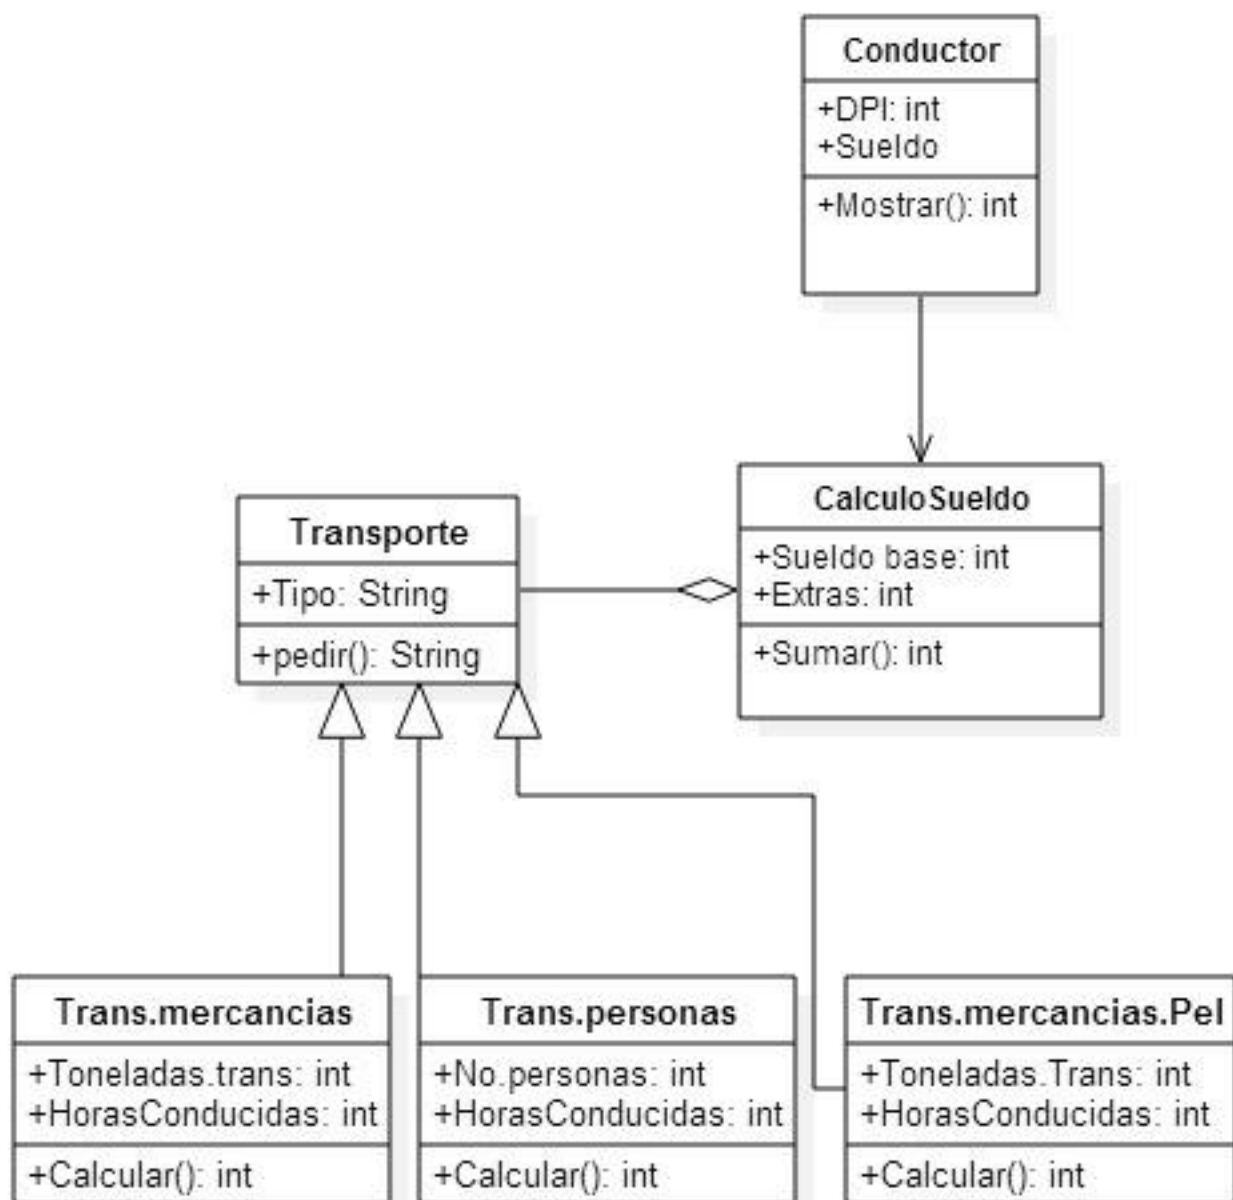 Conductor
+DPI: int
+Sueldo
+Mostrar(): int
CalculoSueldo
+Sueldo base: int
+Extras: int
+Sumar(): int
Transporte
+Tipo: String
+pedir(): String
Trans.mercancias
+Toneladas.trans: int
+HorasConducidas: int
+Calcular(): int
Trans.personas
+No.personas: int
+HorasConducidas: int
+Calcular(): int
Trans.mercancias.Pel
+Toneladas.Trans: int
+HorasConducidas: int
+Calcular(): int